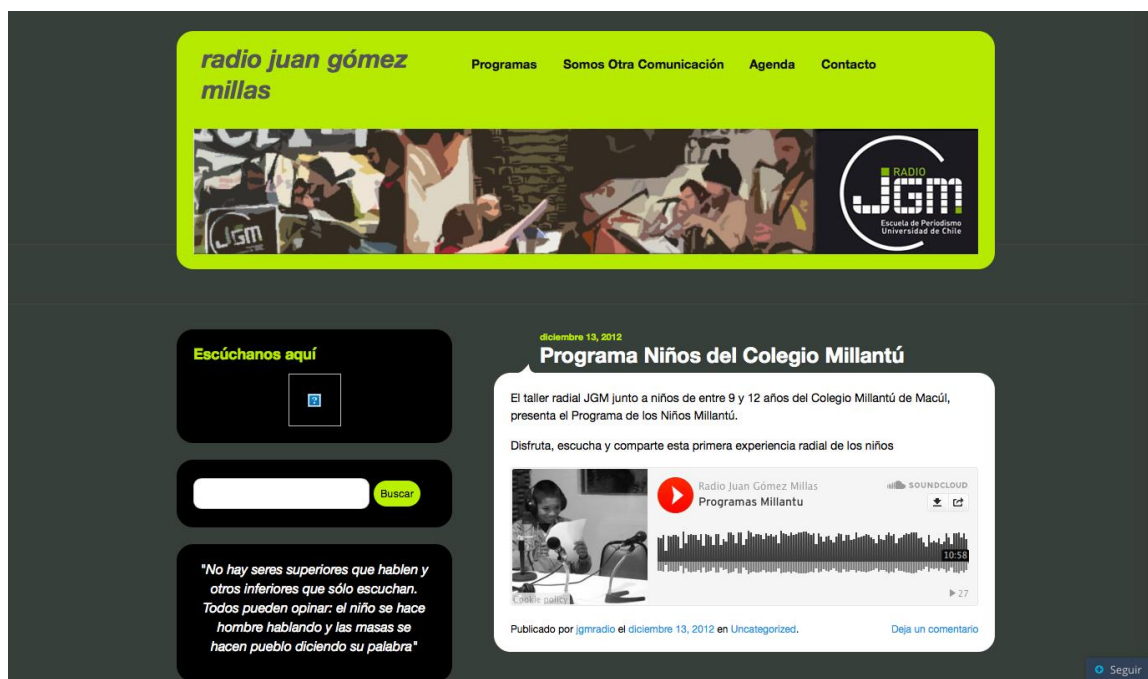 radio juan gómez
millas
Programas Somos Otra Comunicación Agenda Contacto
JGM
RADIO
JGM
Escuela de Periodismo
Universidad de Chile
Escúchanos aquí
?
Buscar
"No hay seres superiores que hablen y
otros inferiores que sólo escuchan.
Todos pueden opinar: el niño se hace
hombre hablando y las masas se
hacen pueblo diciendo su palabra"
diciembre 13, 2012
Programa Niños del Colegio Millantú
El taller radial JGM junto a niños de entre 9 y 12 años del Colegio Millantú de Macúl,
presenta el Programa de los Niños Millantú.
Disfruta, escucha y comparte esta primera experiencia radial de los niños
Radio Juan Gómez Millas
SOUNDCLOUD
Programas Millantu
10:58
Cookie policy
27
Publicado por jgmradio el diciembre 13, 2012 en Uncategorized. Deja un comentario
Seguir